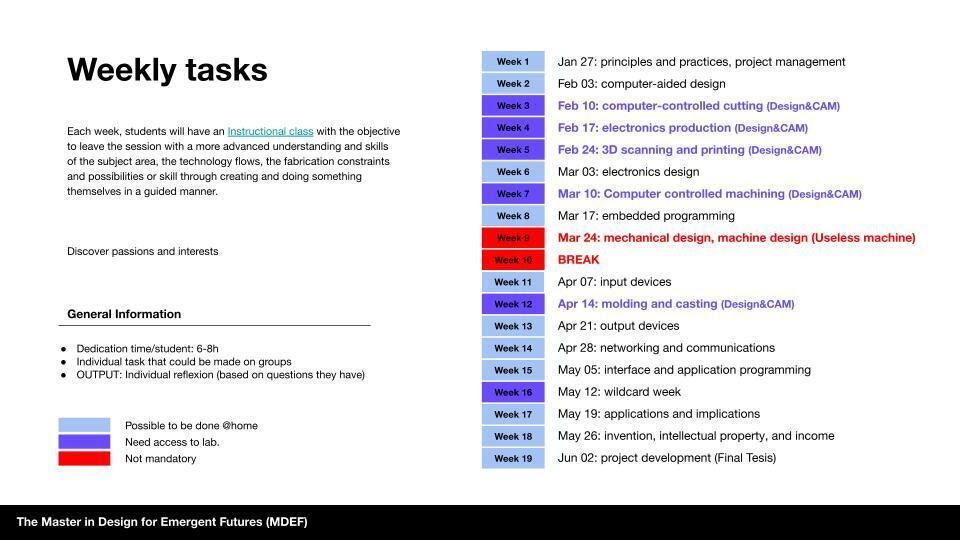 Weekly tasks
Each week, students will have an Instructional class with the objective
to leave the session with a more advanced understanding and skills
of the subject area, the technology flows, the fabrication constraints
and possibilities or skill through creating and doing something
themselves in a guided manner.
Discover passions and interests
General Information
● Dedication time/student: 6-8h
● Individual task that could be made on groups
● OUTPUT: Individual reflexion (based on questions they have)
Possible to be done @home
Need access to lab.
Not mandatory
Week 1 Jan 27: principles and practices, project management
Week 2 Feb 03: computer-aided design
Week 3 Feb 10: computer-controlled cutting (Design&CAM)
Week 4 Feb 17: electronics production (Design&CAM)
Week 5 Feb 24: 3D scanning and printing (Design&CAM)
Week 6 Mar 03: electronics design
Week 7 Mar 10: Computer controlled machining (Design&CAM)
Week 8 Mar 17: embedded programming
Week 9 Mar 24: mechanical design, machine design (Useless machine)
Week 10 BREAK
Week 11 Apr 07: input devices
Week 12 Apr 14: molding and casting (Design&CAM)
Week 13 Apr 21: output devices
Week 14 Apr 28: networking and communications
Week 15 May 05: interface and application programming
Week 16 May 12: wildcard week
Week 17 May 19: applications and implications
Week 18 May 26: invention, intellectual property, and income
Week 19 Jun 02: project development (Final Tesis)
The Master in Design for Emergent Futures (MDEF)